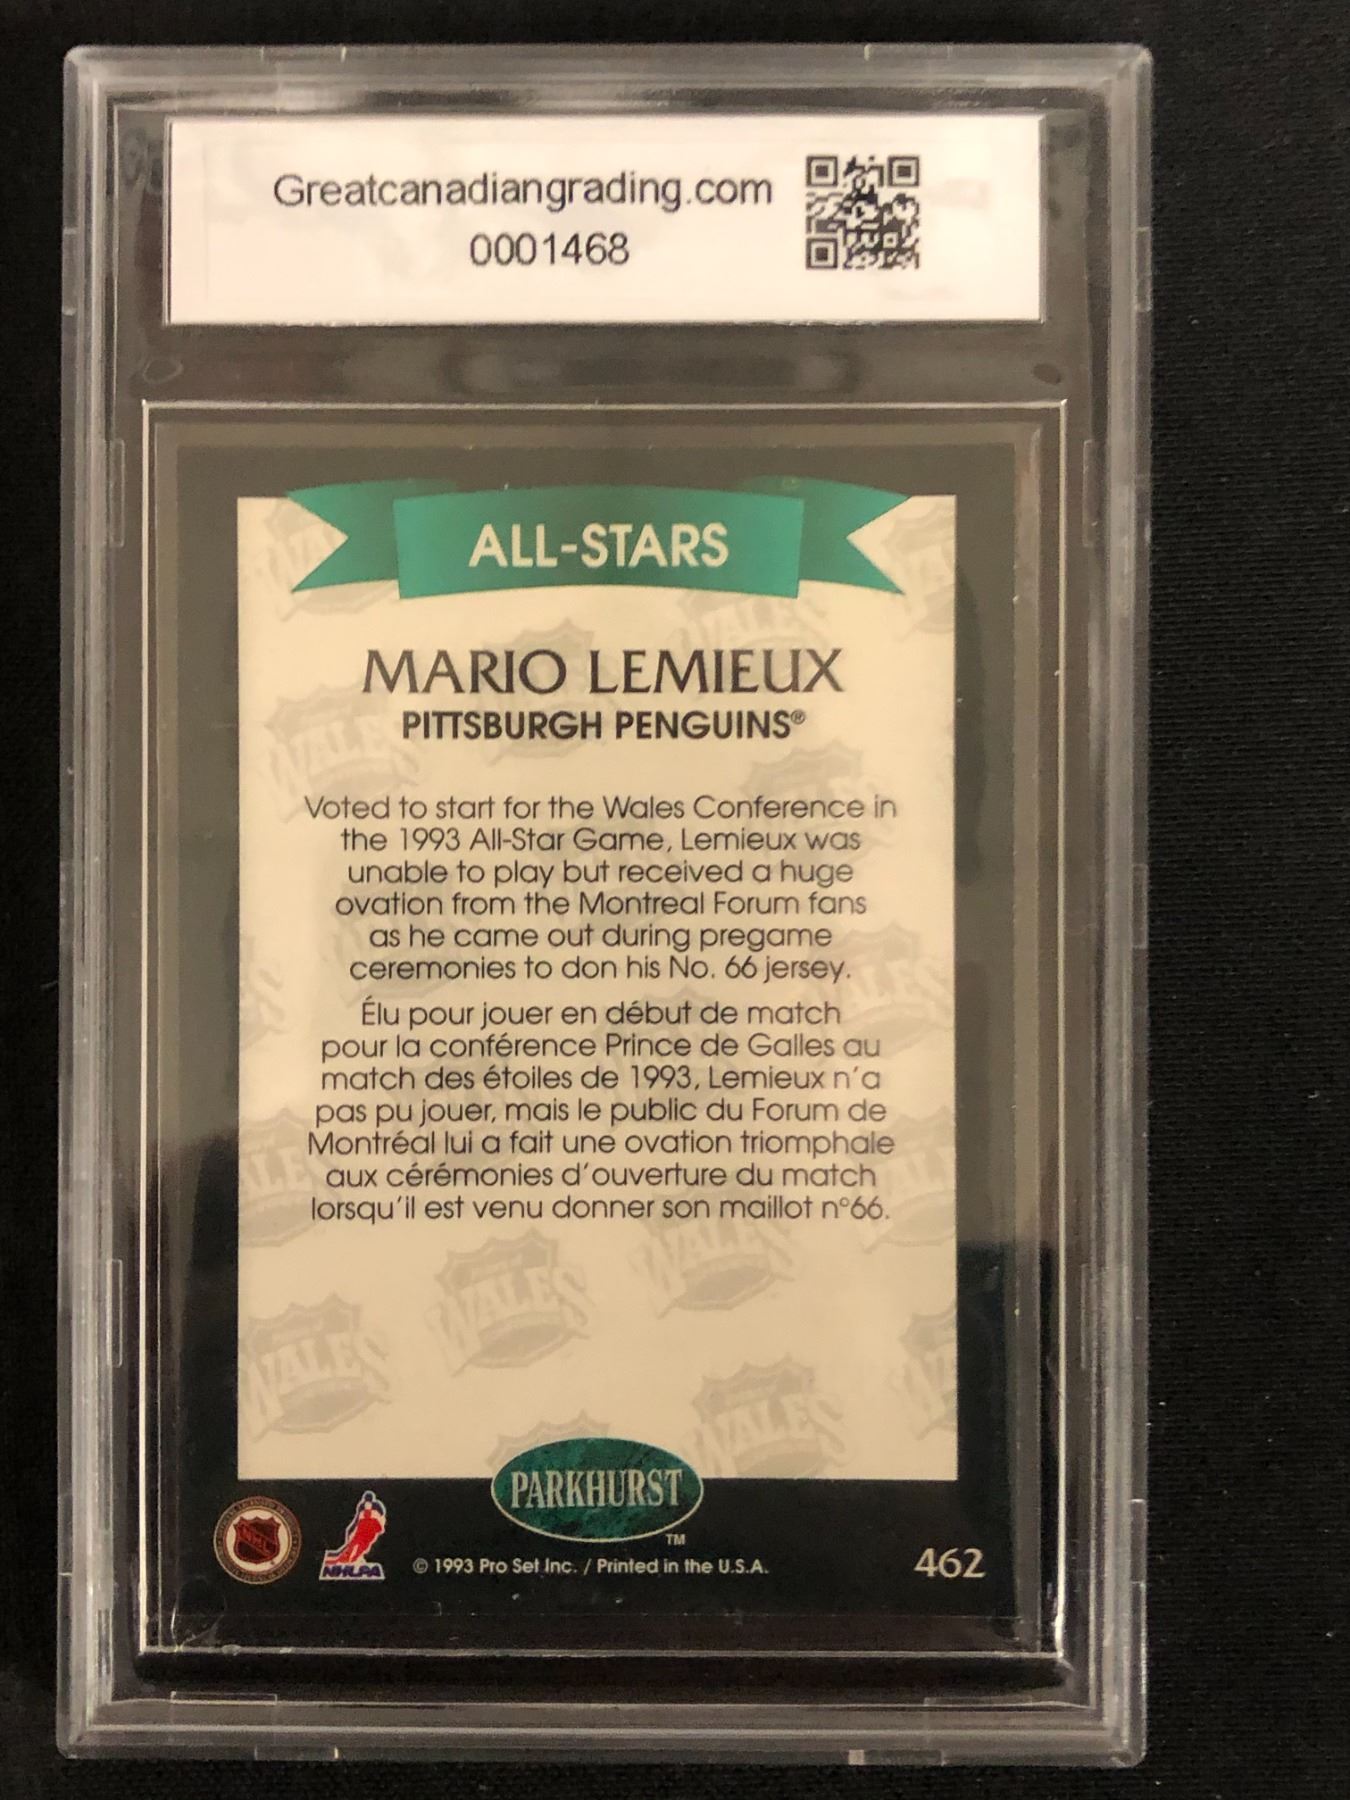 Greatcanadiangrading.com
0001468
ALL-STARS
MARIO LEMIEUX
PITTSBURGH PENGUINS®
Voted to start for the Wales Conference in
the 1993 All-Star Game, Lemieux was
unable to play but received a huge
ovation from the Montreal Forum fans
as he came out during pregame
ceremonies to don his No. 66 jersey.
Élu pour jouer en début de match
pour la conférence Prince de Galles au
match des étoiles de 1993, Lemieux n'a
pas pu jouer, mais le public du Forum de
Montréal lui a fait une ovation triomphale
aux cérémonies d'ouverture du match
lorsqu'il est venu donner son maillot n°66.
WALES
PARKHURST
TM
NHL
NHLPA
© 1993 Pro Set Inc. / Printed in the U.S.A.
462